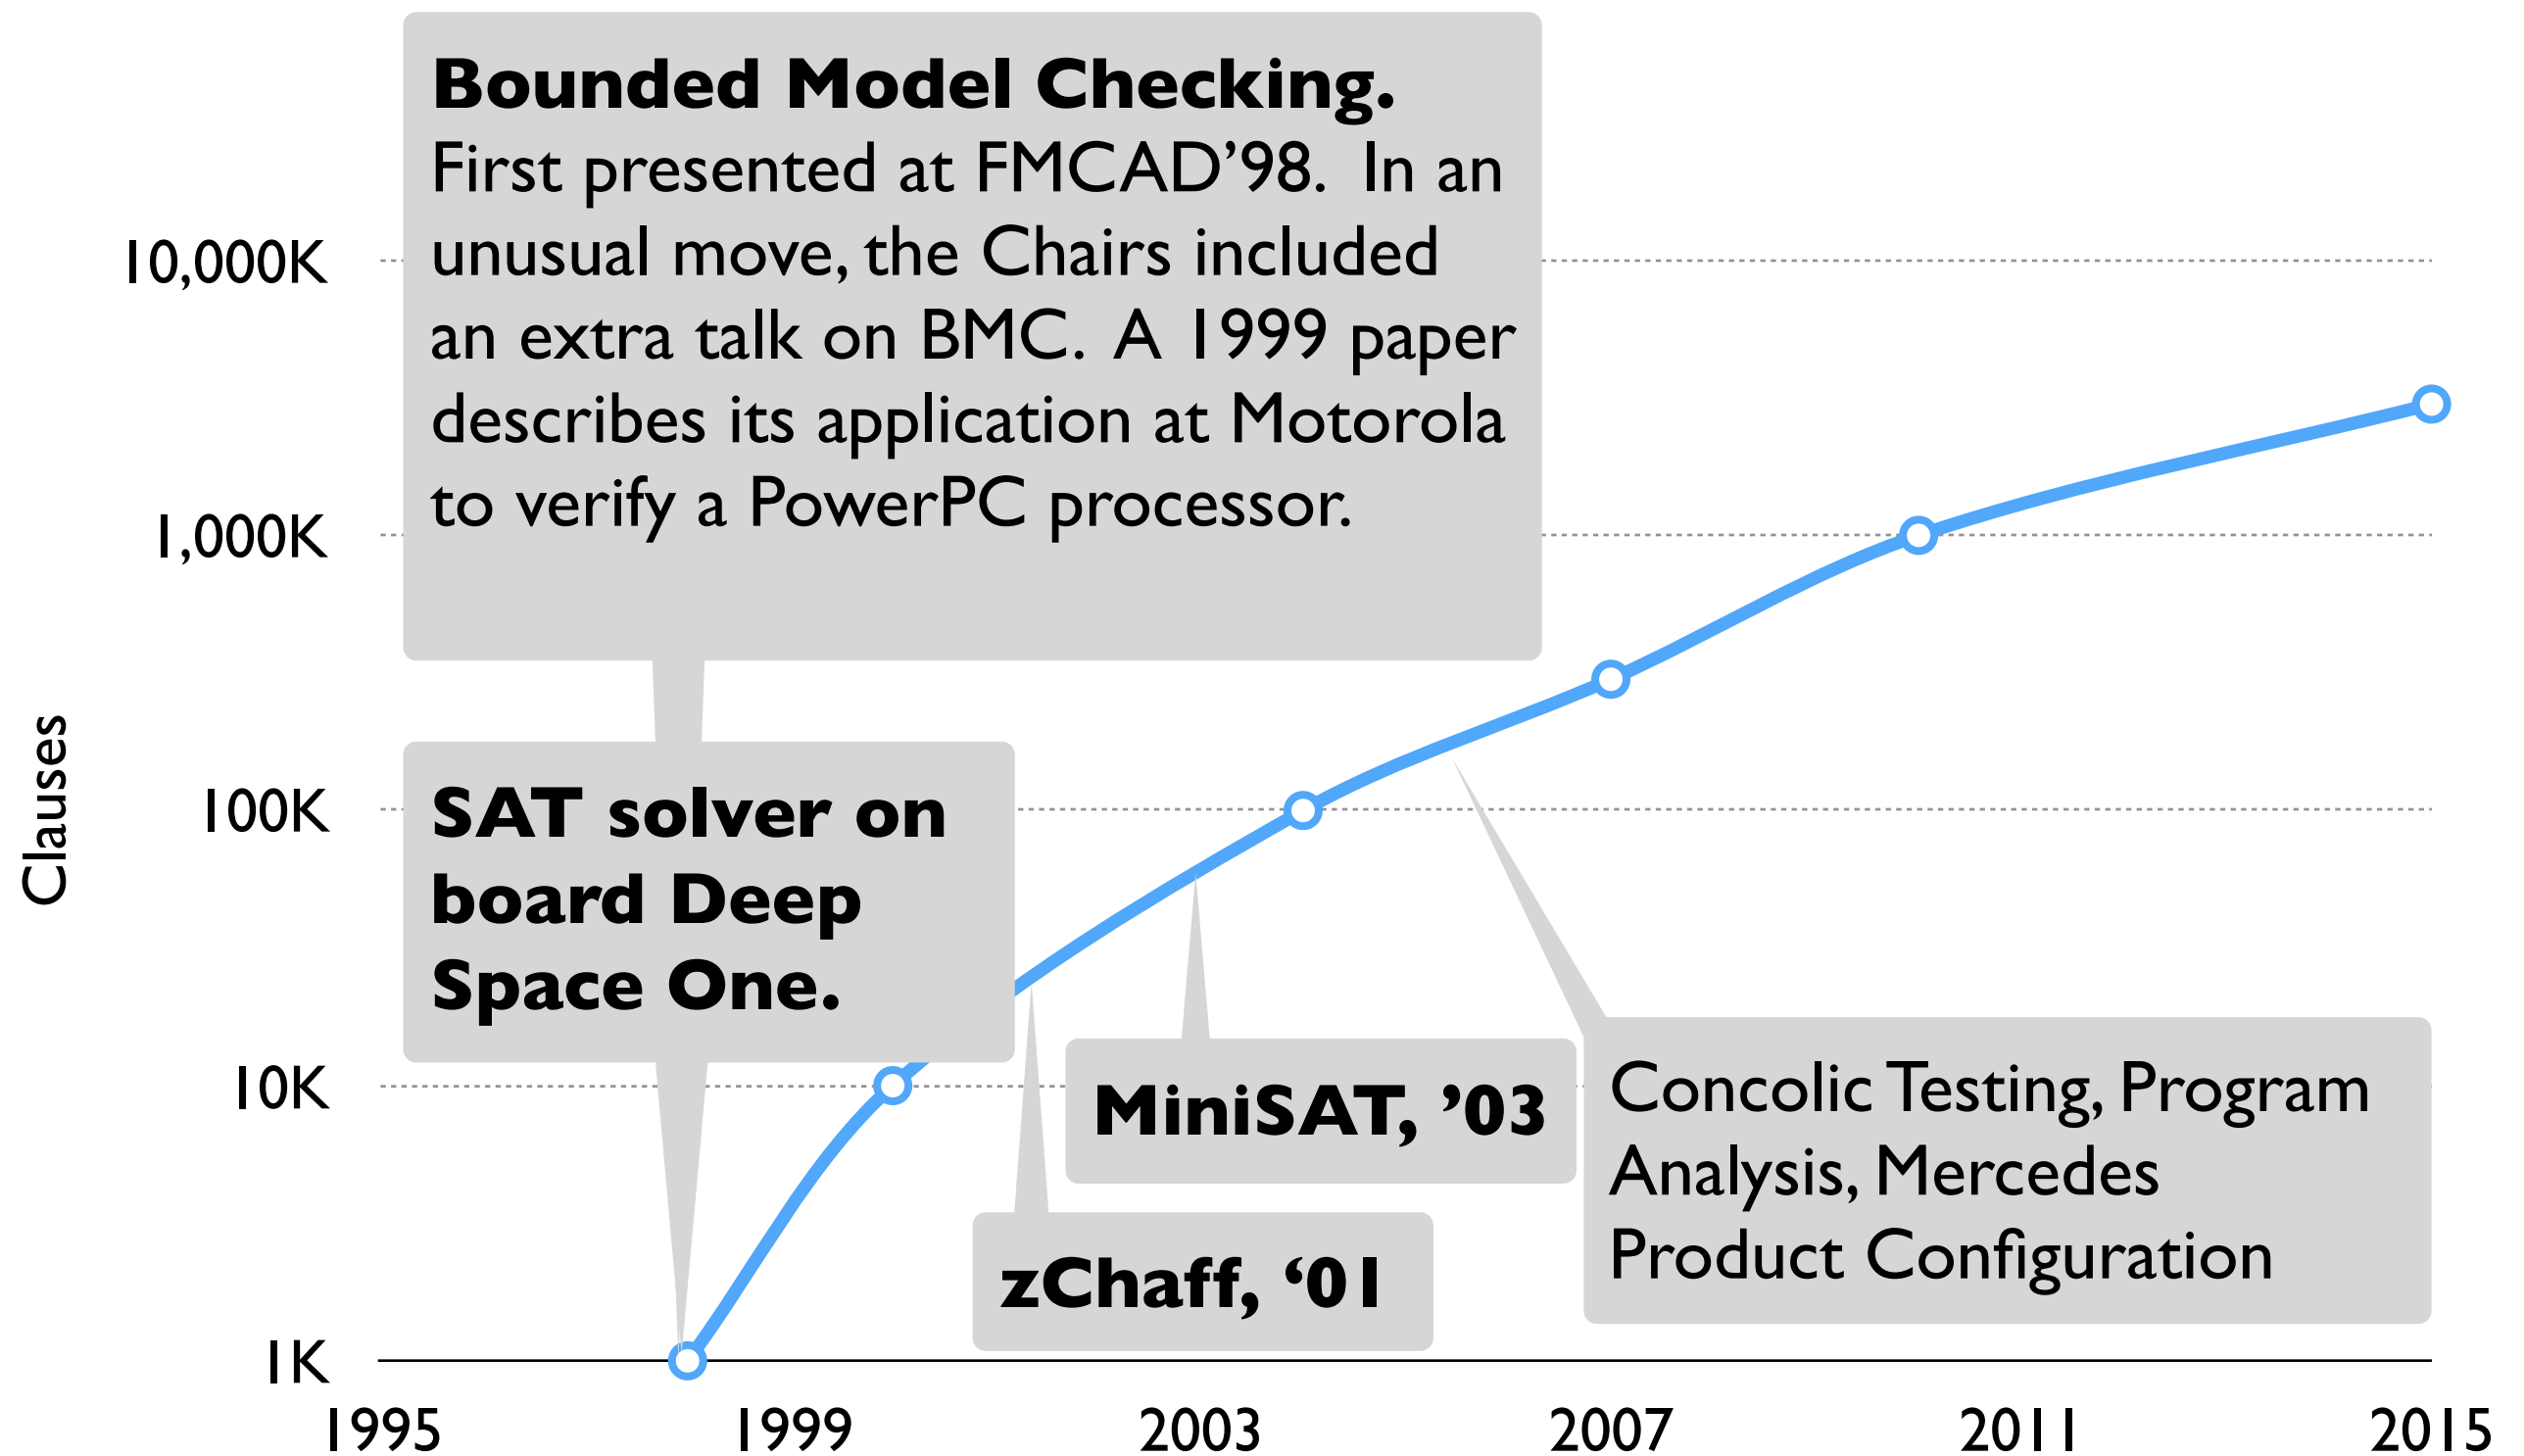 Bounded Model Checking.
First presented at FMCAD’98. In an
unusual move, the Chairs included
an extra talk on BMC. A 1999 paper
describes its application at Motorola
to verify a PowerPC processor.
10,000K
1,000K
100K
10K
1K
Clauses
SAT solver on
board Deep
Space One.
MiniSAT, ’03
zChaff, ‘01
Concolic Testing, Program
Analysis, Mercedes
Product Configuration
1995
1999
2003
2007
2011
2015